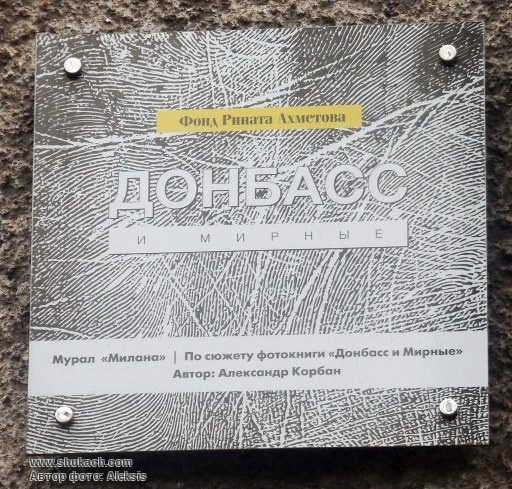 Фонд Рината Ахметова
ДОНБАСС
И МИРНЫЕ
Мурал «Милана» | По сюжету фотокниги «Донбасс и Мирные»
Автор: Александр Корбан
www.shukach.com
Автор фото: Aleksis